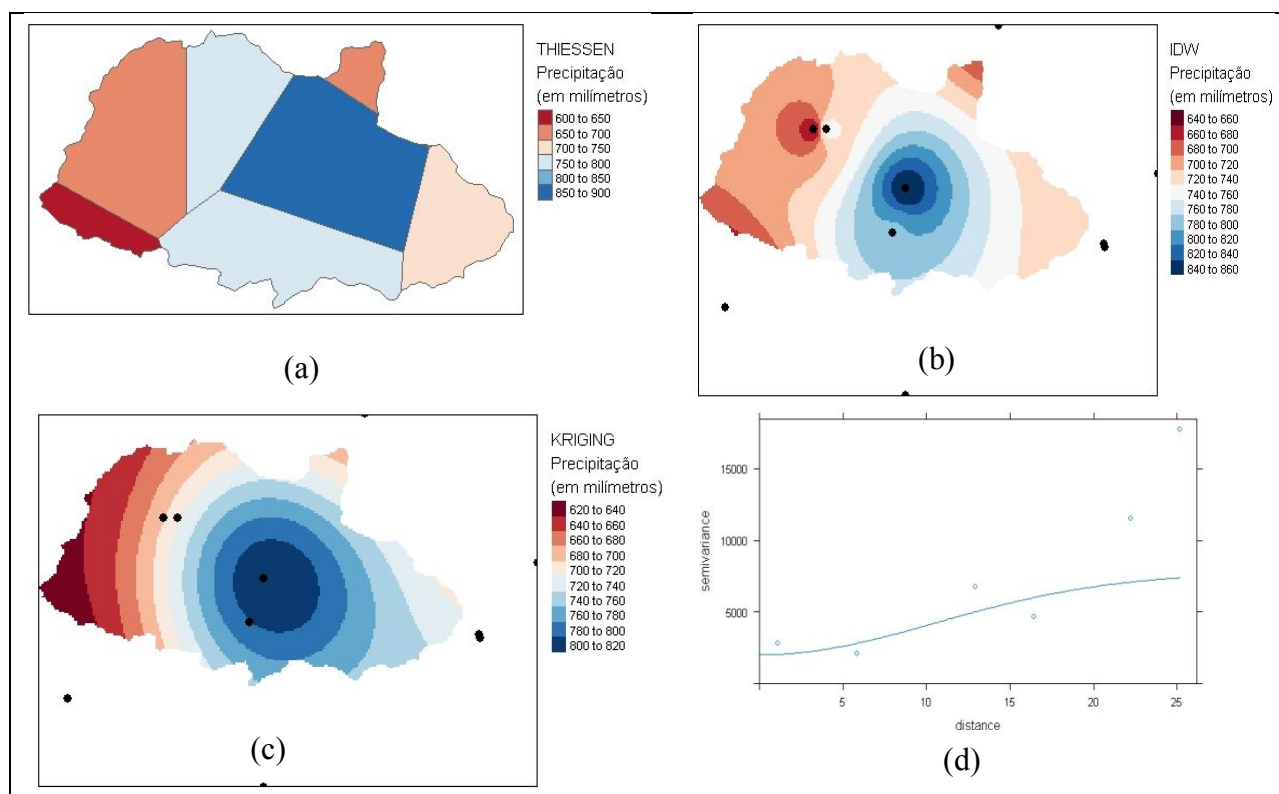 THIESSEN
Precipitação
(em milímetros)
600 to 650
650 to 700
700 to 750
750 to 800
800 to 850
850 to 900
(a)
IDW
Precipitação
(em milímetros)
640 to 660
660 to 680
680 to 700
700 to 720
720 to 740
740 to 760
760 to 780
780 to 800
800 to 820
820 to 840
840 to 860
(b)
KRIGING
Precipitação
(em milímetros)
620 to 640
640 to 660
660 to 680
680 to 700
700 to 720
720 to 740
740 to 760
760 to 780
780 to 800
800 to 820
(c)
15000
10000
5000
semivariance
5 10 15 20 25
distance
(d)